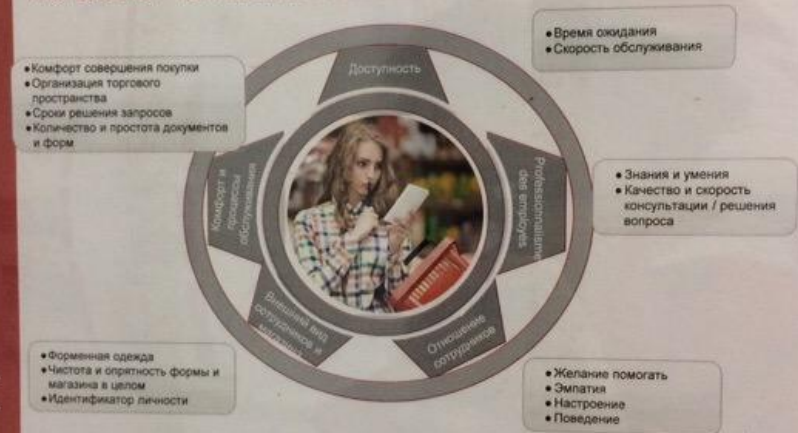 Доступность
• Время ожидания
• Скорость обслуживания
• Комфорт совершения покупки
• Организация торгового
пространства
• Сроки решения запросов
• Количество и простота документов
и форм
Комфорт и
процессы
обслуживания
Professionnalisme
des employés
• Знания и умения
• Качество и скорость
консультации / решения
вопроса
Внешний вид
сотрудников и
магазина
Отношение
сотрудников
• Форменная одежда
• Чистота и опрятность формы и
магазина в целом
• Идентификатор личности
• Желание помогать
• Эмпатия
• Настроение
• Поведение